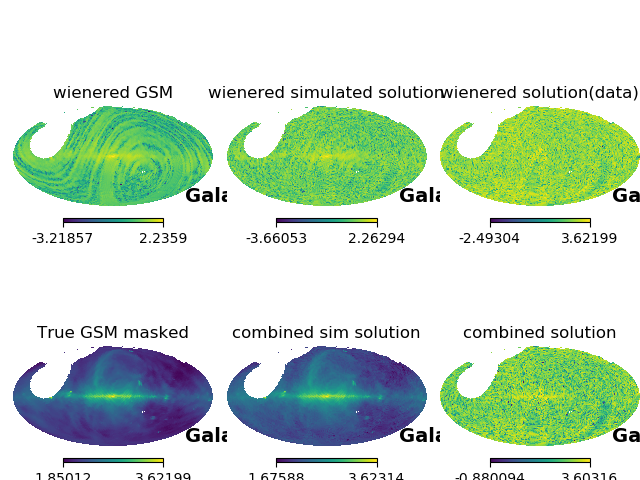 wienered GSM wienered simulated solution wienered solution(data)
Gala Gala Ga
-3.21857 2.2359 -3.66053 2.26294 -2.49304 3.62199
True GSM masked combined sim solution combined solution
Gala Gala Ga
1.85012 3.62199 1.67588 3.62314 -0.880094 3.60316